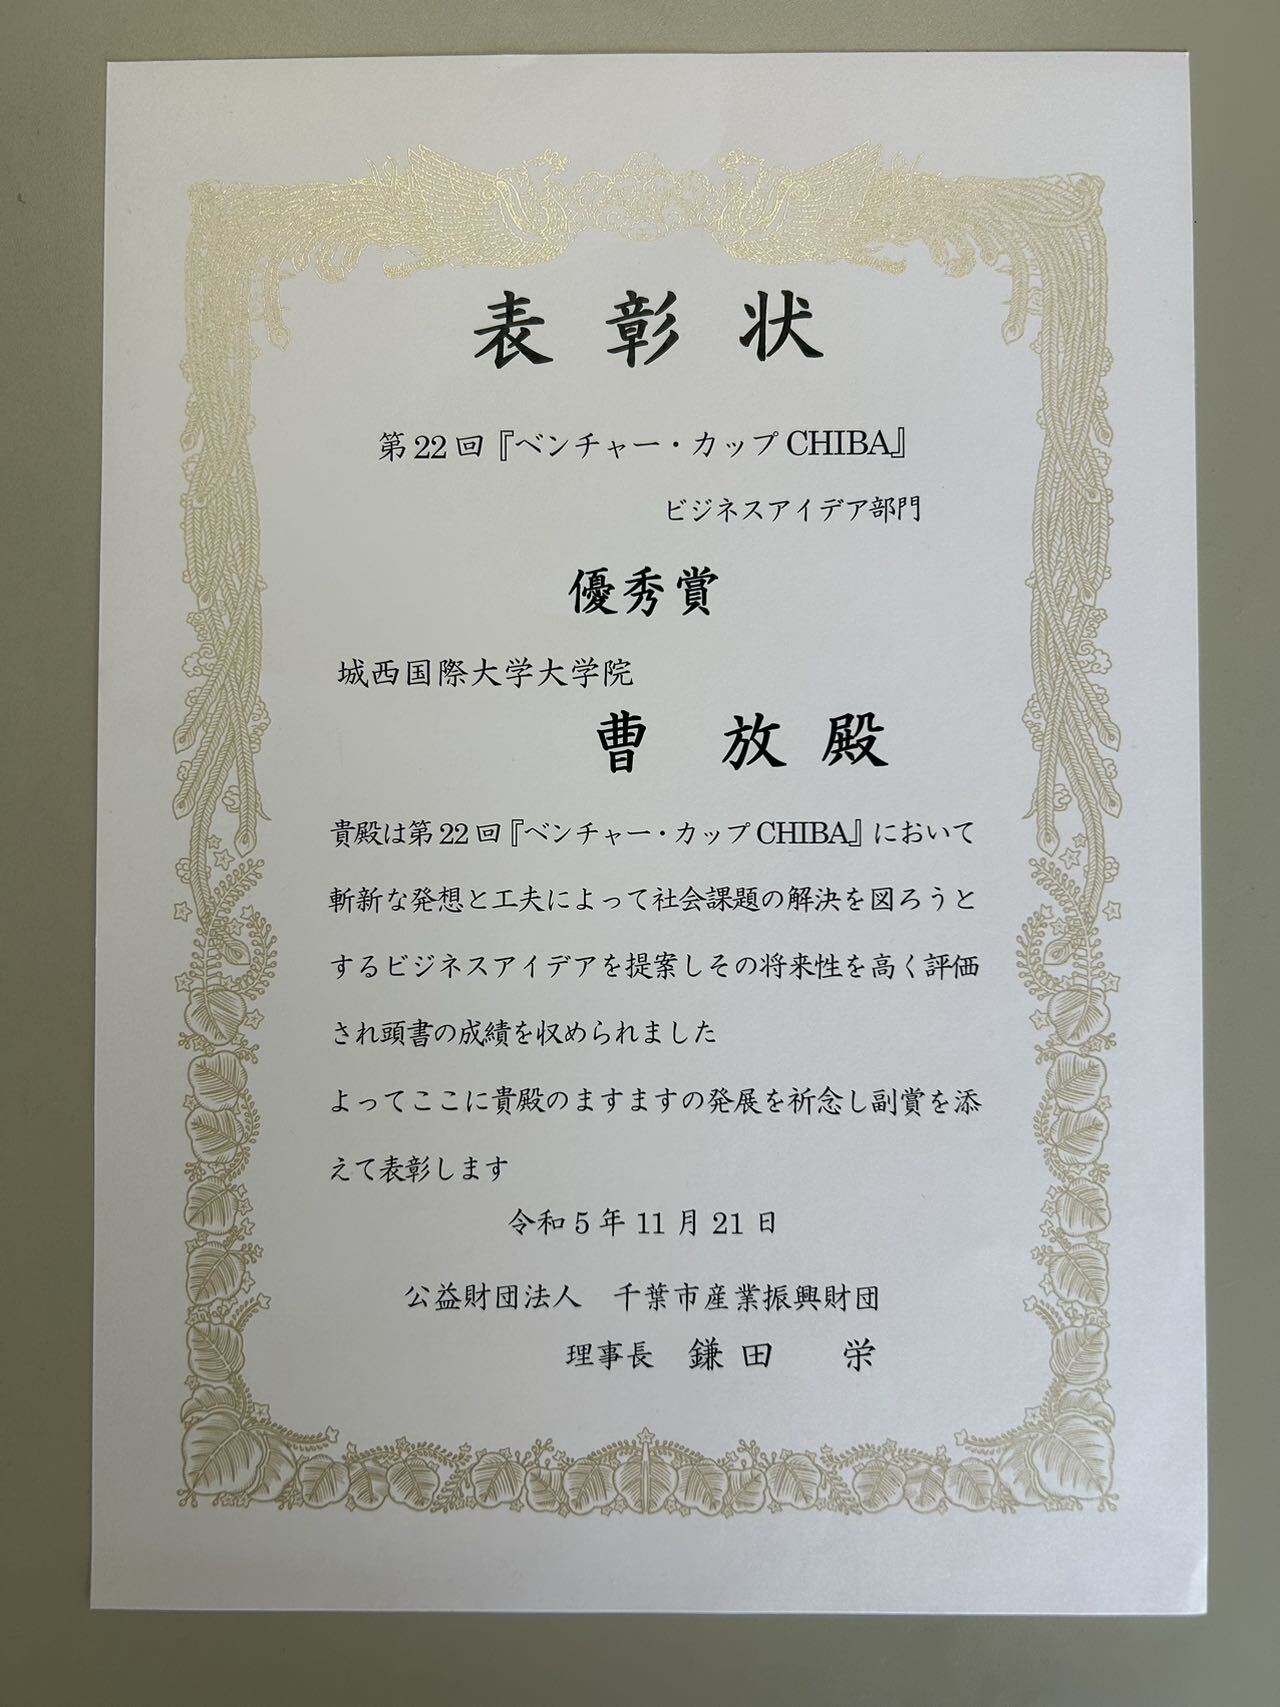 表彰状
第22回『ベンチャー・カップCHIBA』
ビジネスアイデア部門
優秀賞
城西国際大学大学院
曹　放 殿
貴殿は第22回『ベンチャー・カップCHIBA』において
斬新な発想と工夫によって社会課題の解決を図ろうと
するビジネスアイデアを提案しその将来性を高く評価
され頭書の成績を収められました
よってここに貴殿のますますの発展を祈念し副賞を添
えて表彰します
令和5年11月21日
公益財団法人　千葉市産業振興財団
理事長　鎌田　栄